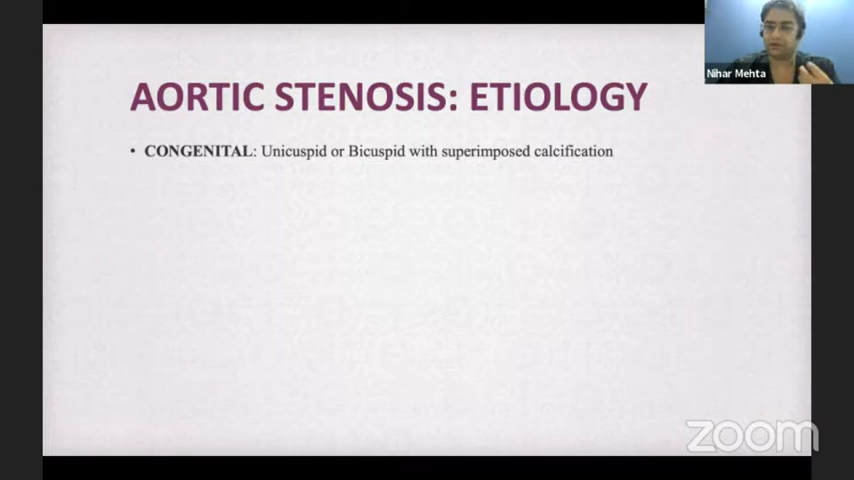 AORTIC STENOSIS: ETIOLOGY
• CONGENITAL: Unicuspid or Bicuspid with superimposed calcification
Nihar Mehta
zoom